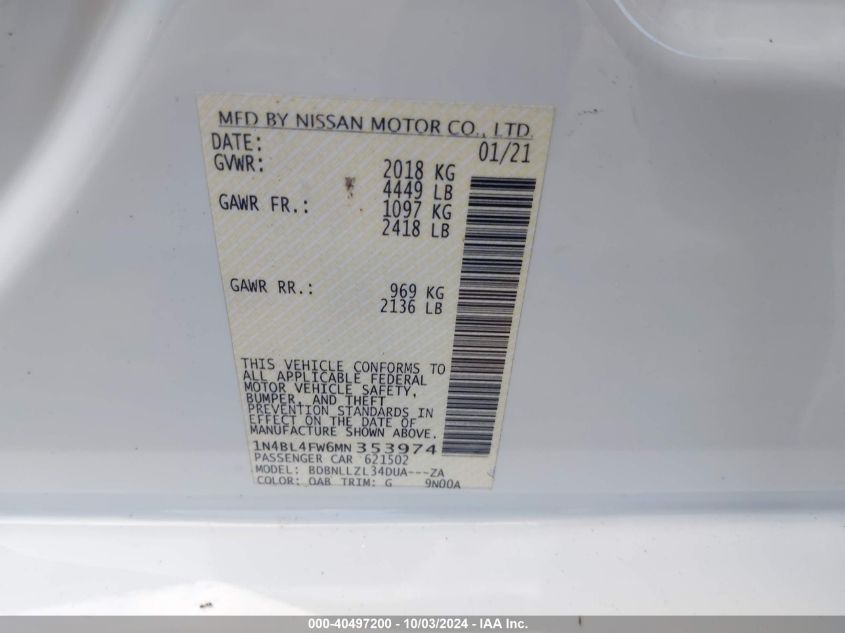 MFD BY NISSAN MOTOR CO., LTD.
DATE: 01/21
GVWR: 2018 KG
4449 LB
GAWR FR.: 1097 KG
2418 LB
GAWR RR.: 969 KG
2136 LB
THIS VEHICLE CONFORMS TO
ALL APPLICABLE FEDERAL
MOTOR VEHICLE SAFETY,
BUMPER, AND THEFT
PREVENTION STANDARDS IN
EFFECT ON THE DATE OF
MANUFACTURE SHOWN ABOVE.
1N4BL4FW6MN353974
PASSENGER CAR 621502
MODEL: BDBNLLZL34DUA---ZA
COLOR: QAB TRIM: G 9N00A
000-40497200 - 10/03/2024 - IAA Inc.